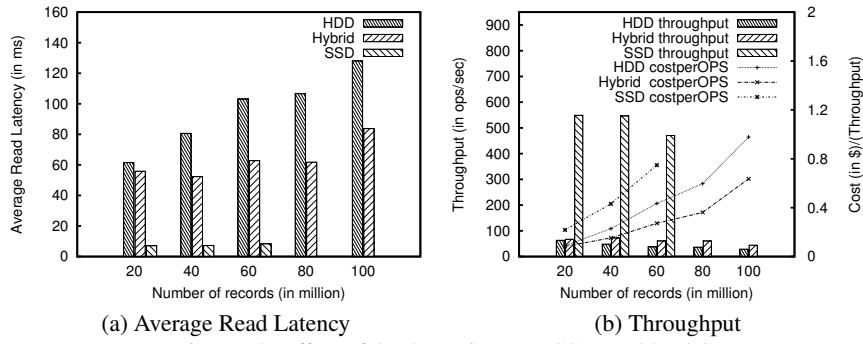 160
140
120
100
80
60
40
20
0
Average Read Latency (in ms)
HDD
Hybrid
SSD
20 40 60 80 100
Number of records (in million)
(a) Average Read Latency
900
800
700
600
500
400
300
200
100
0
Throughput (in ops/sec)
HDD throughput
Hybrid throughput
SSD throughput
HDD costperOPS
Hybrid costperOPS
SSD costperOPS
2
1.6
1.2
0.8
0.4
0
Cost (in $)/(Throughput)
20 40 60 80 100
Number of records (in million)
(b) Throughput